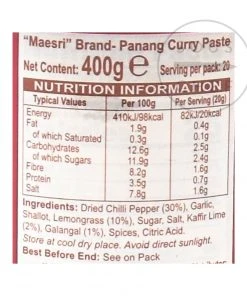 "Maesri" Brand- Panang Curry Paste
Net Content: 400g e Serving per pack: 20
NUTRITION INFORMATION
Typical Values Per 100g Per Serving (20g)
Energy 410kJ/98kcal 82kJ/20kcal
Fat 1.9g 0.4g
of which Saturated 0.3g 0.1g
Carbohydrates 12.6g 2.5g
of which Sugars 11.9g 2.4g
Fibre 8.2g 1.6g
Protein 3.5g 0.7g
Salt 7.8g 1.6g
Ingredients: Dried Chilli Pepper (30%), Garlic,
Shallot, Lemongrass (10%), Sugar, Salt, Kaffir Lime
(2%), Galangal (1%), Spices, Citric Acid.
Store at cool dry place. Avoid direct sunlight.
Best Before End: See on Pack